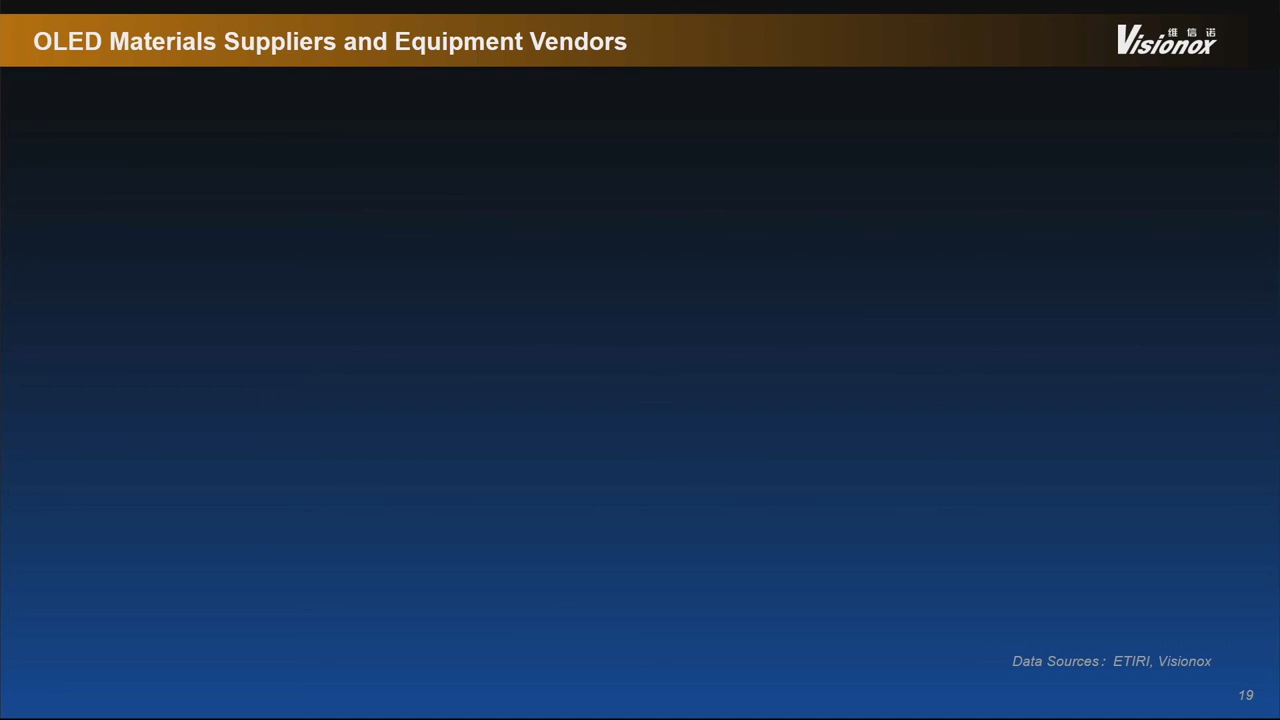 OLED Materials Suppliers and Equipment Vendors
维信诺
Visionox
Data Sources：ETIRI, Visionox
19